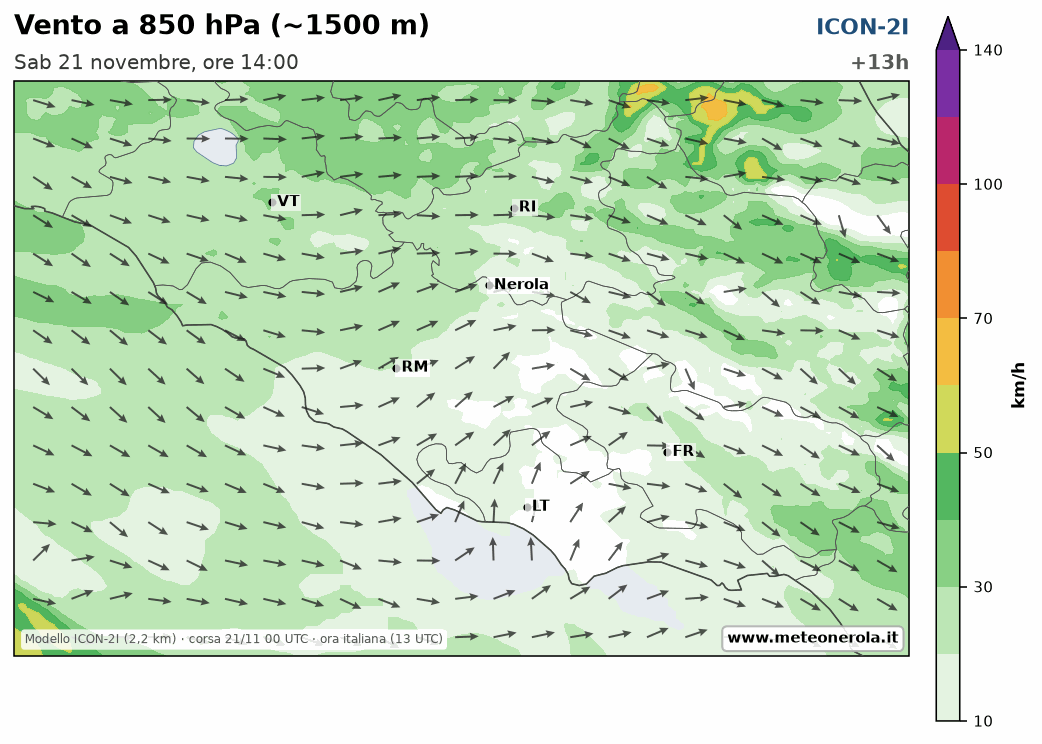 Vento a 850 hPa (~1500 m)
ICON-2I
Sab 21 novembre, ore 14:00
+13h
140
100
70
50
30
10
km/h
VT
RI
Nerola
RM
FR
LT
Modello ICON-2I (2,2 km) · corsa 21/11 00 UTC · ora italiana (13 UTC)
www.meteonerola.it